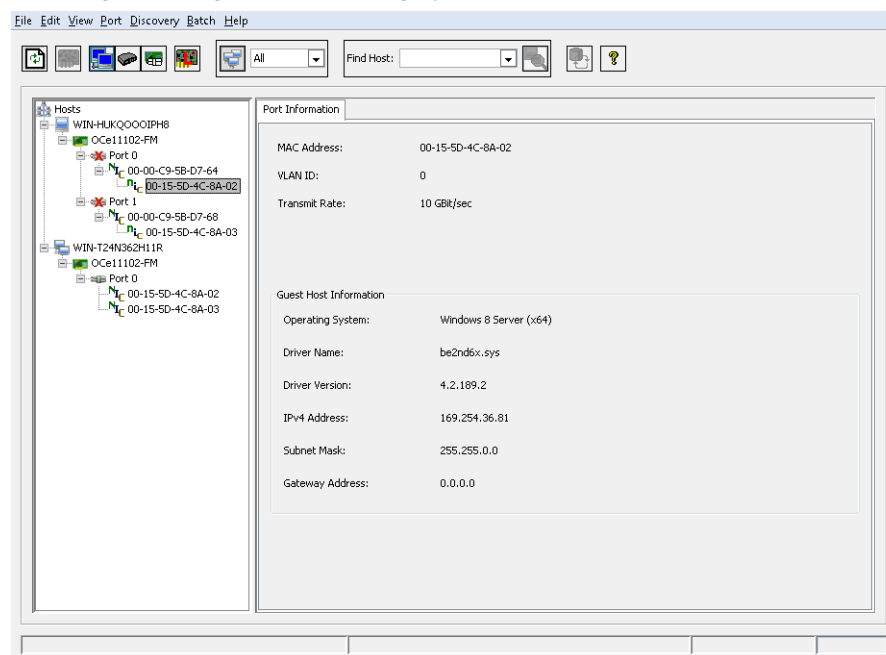 File Edit View Port Discovery Batch Help
All
Find Host:
Hosts
WIN-HUKQOOOIPH8
OCe11102-FM
Port 0
00-00-C9-5B-D7-64
00-15-5D-4C-8A-02
Port 1
00-00-C9-5B-D7-68
00-15-5D-4C-8A-03
WIN-T24N362H11R
OCe11102-FM
Port 0
00-15-5D-4C-8A-02
00-15-5D-4C-8A-03
Port Information
MAC Address: 00-15-5D-4C-8A-02
VLAN ID: 0
Transmit Rate: 10 GBit/sec
Guest Host Information
Operating System: Windows 8 Server (x64)
Driver Name: be2nd6x.sys
Driver Version: 4.2.189.2
IPv4 Address: 169.254.36.81
Subnet Mask: 255.255.0.0
Gateway Address: 0.0.0.0